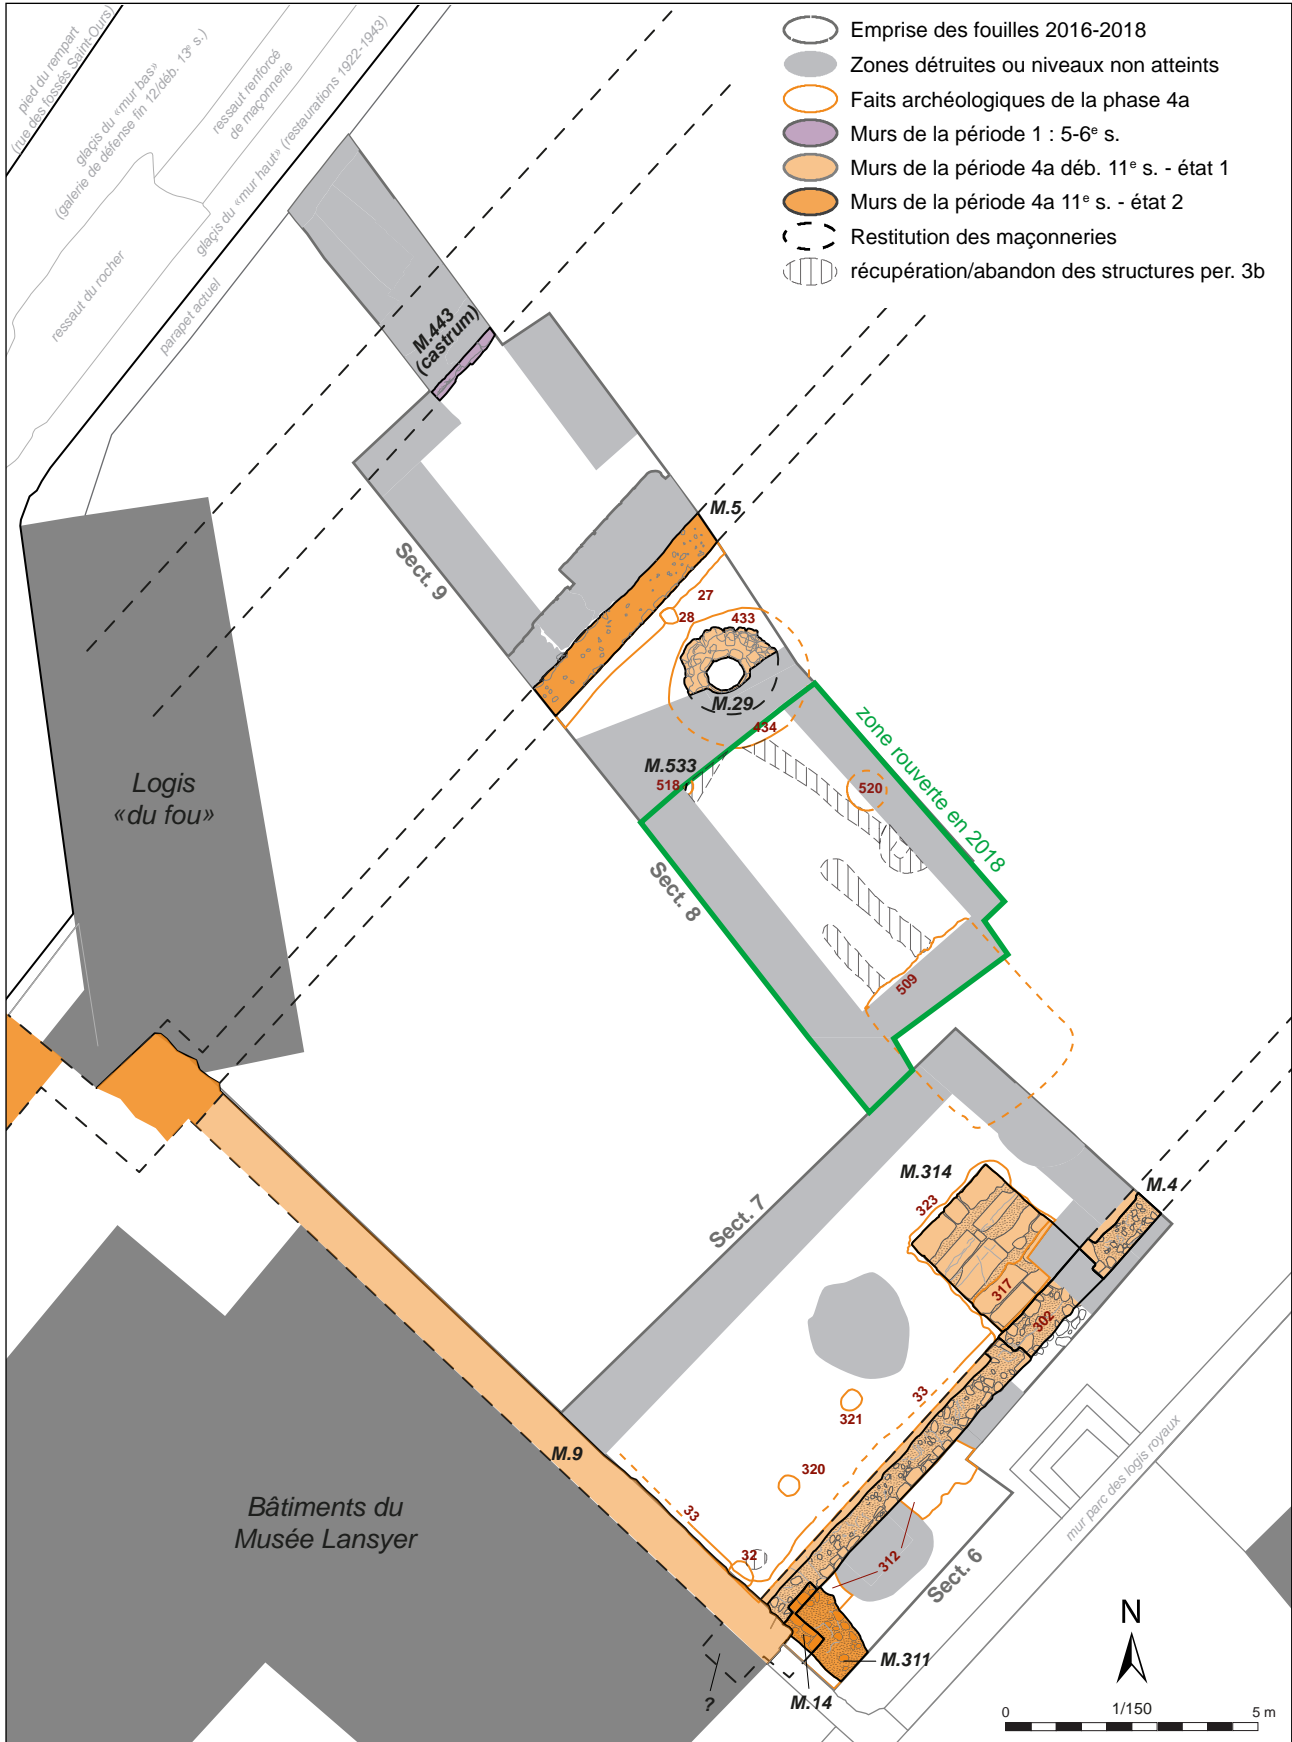 pied du rempart
(rue des fossés Saint-Ours)
glaçis du «mur bas»
(galerie de défense fin 12/déb. 13e s.)
ressaut renforcé
de maçonnerie
glaçis du «mur haut» (restaurations 1922-1943)
ressaut du rocher
parapet actuel
Emprise des fouilles 2016-2018
Zones détruites ou niveaux non atteints
Faits archéologiques de la phase 4a
Murs de la période 1 : 5-6e s.
Murs de la période 4a déb. 11e s. - état 1
Murs de la période 4a 11e s. - état 2
Restitution des maçonneries
récupération/abandon des structures per. 3b
M.443
(castrum)
M.5
Sect. 9
27
28
433
M.29
434
M.533
518
520
zone rouverte en 2018
Logis
«du fou»
Sect. 8
509
M.314
M.4
323
Sect. 7
317
302
33
321
M.9
320
33
Bâtiments du
Musée Lansyer
32
312
Sect. 6
mur parc des logis royaux
M.311
M.14
?
N
1/150
0
5 m